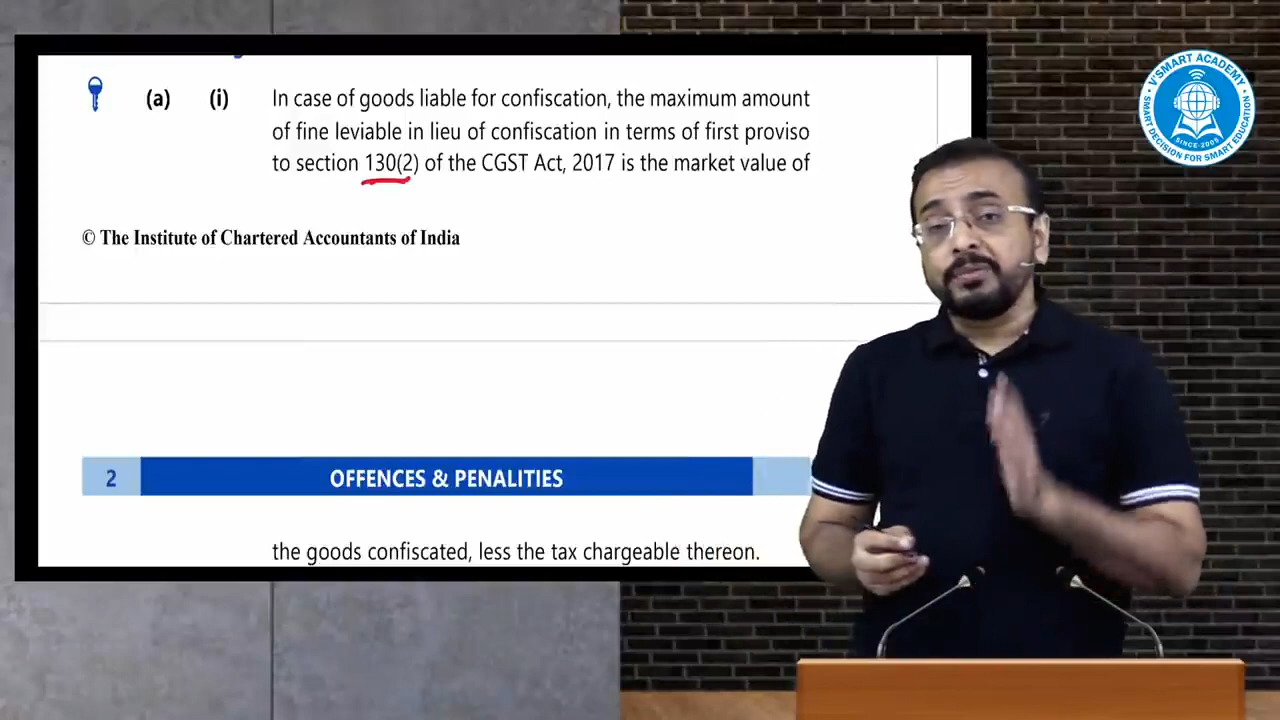 (a) (i) In case of goods liable for confiscation, the maximum amount
of fine leviable in lieu of confiscation in terms of first proviso
to section 130(2) of the CGST Act, 2017 is the market value of
© The Institute of Chartered Accountants of India
2 OFFENCES & PENALITIES
the goods confiscated, less the tax chargeable thereon.
V'SMART ACADEMY
SINCE-2005
SMART DECISION FOR SMART EDUCATION